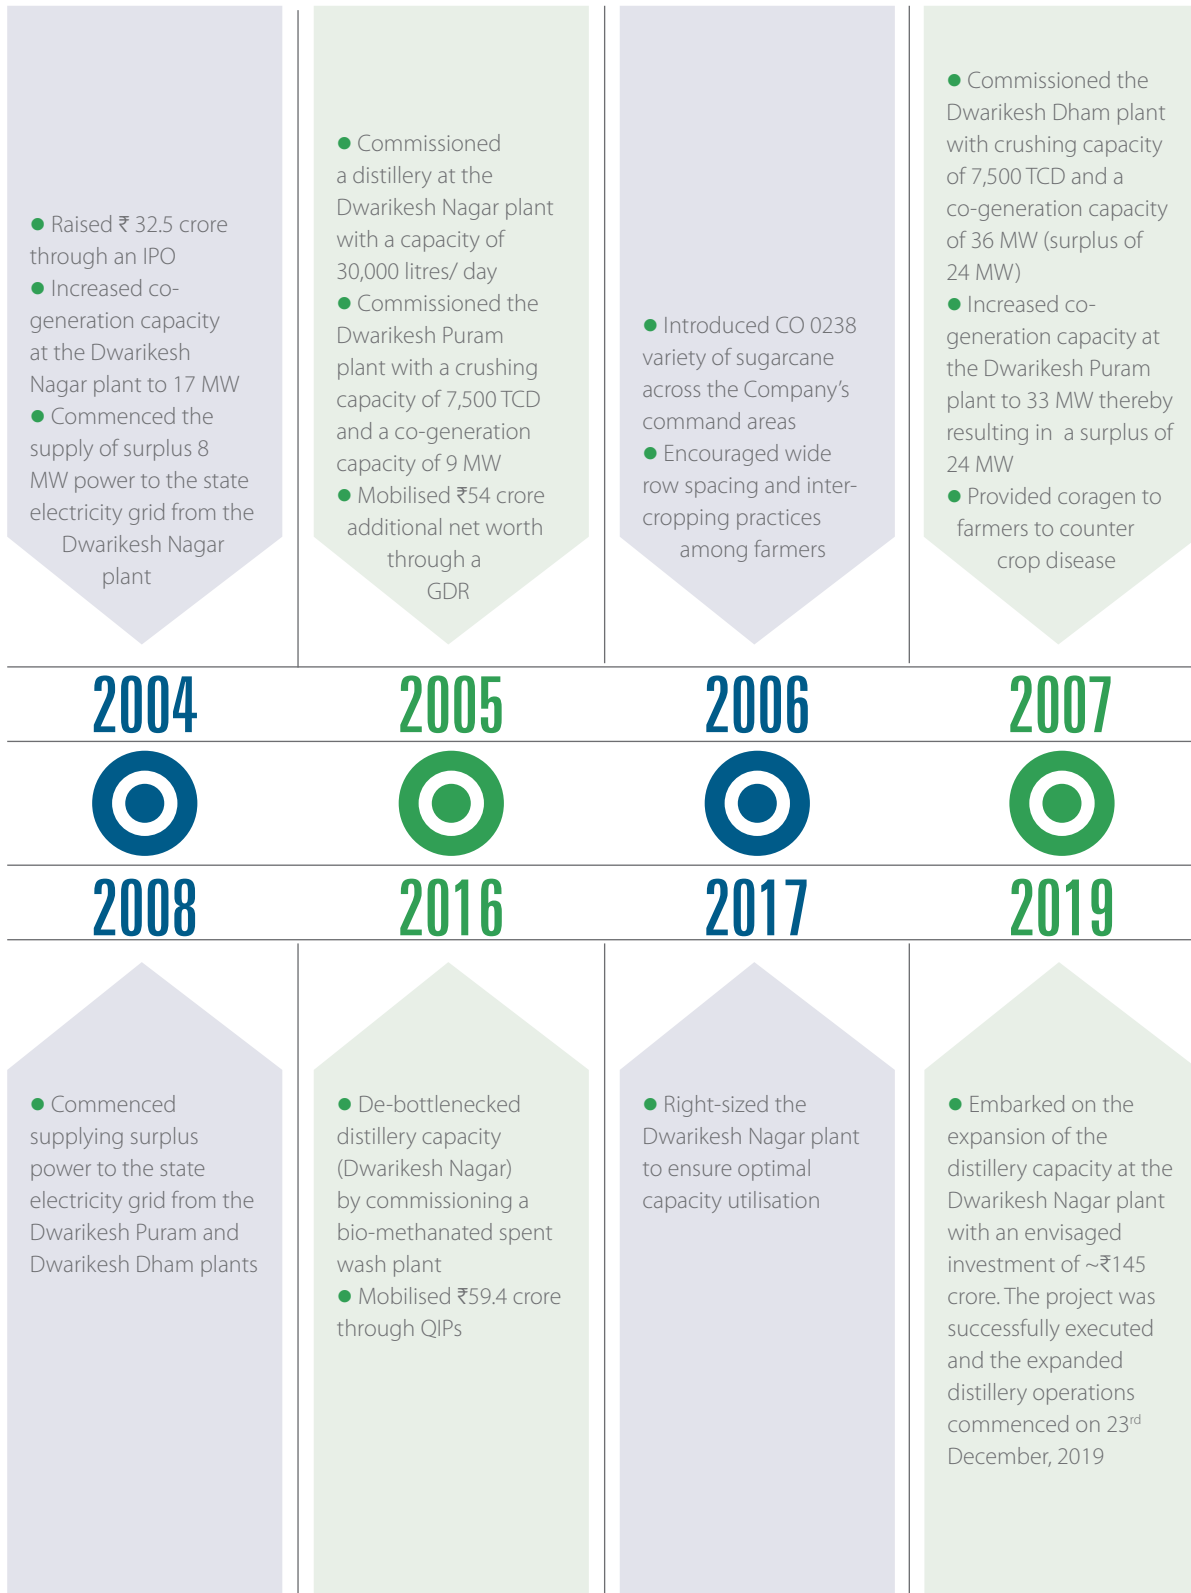 ● Raised ₹ 32.5 crore
through an IPO
● Increased co-
generation capacity
at the Dwarikesh
Nagar plant to 17 MW
● Commenced the
supply of surplus 8
MW power to the state
electricity grid from the
Dwarikesh Nagar
plant
● Commissioned
a distillery at the
Dwarikesh Nagar plant
with a capacity of
30,000 litres/ day
● Commissioned the
Dwarikesh Puram
plant with a crushing
capacity of 7,500 TCD
and a co-generation
capacity of 9 MW
● Mobilised ₹54 crore
additional net worth
through a
GDR
● Introduced CO 0238
variety of sugarcane
across the Company’s
command areas
● Encouraged wide
row spacing and inter-
cropping practices
among farmers
● Commissioned the
Dwarikesh Dham plant
with crushing capacity
of 7,500 TCD and a
co-generation capacity
of 36 MW (surplus of
24 MW)
● Increased co-
generation capacity at
the Dwarikesh Puram
plant to 33 MW thereby
resulting in a surplus of
24 MW
● Provided coragen to
farmers to counter
crop disease
2004
2005
2006
2007
2008
2016
2017
2019
● Commenced
supplying surplus
power to the state
electricity grid from the
Dwarikesh Puram and
Dwarikesh Dham plants
● De-bottlenecked
distillery capacity
(Dwarikesh Nagar)
by commissioning a
bio-methanated spent
wash plant
● Mobilised ₹59.4 crore
through QIPs
● Right-sized the
Dwarikesh Nagar plant
to ensure optimal
capacity utilisation
● Embarked on the
expansion of the
distillery capacity at the
Dwarikesh Nagar plant
with an envisaged
investment of ~₹145
crore. The project was
successfully executed
and the expanded
distillery operations
commenced on 23rd
December, 2019